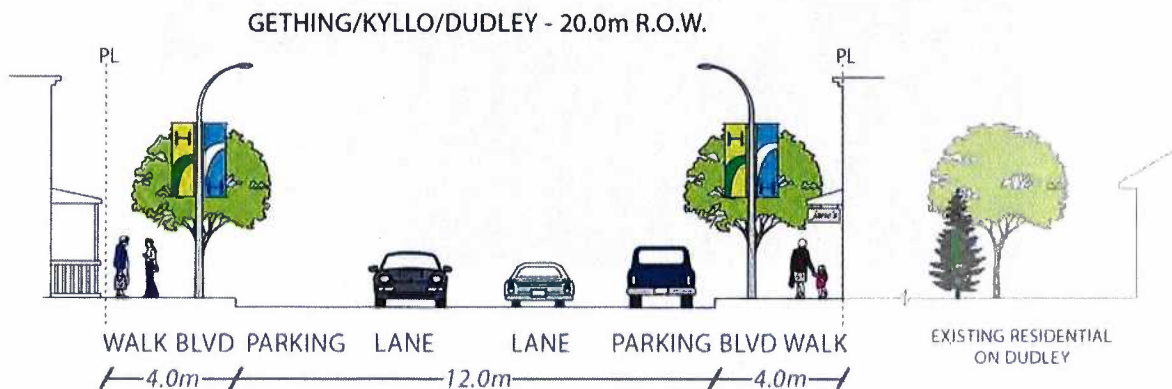 GETHING/KYLLO/DUDLEY - 20.0m R.O.W.
PL PL
H H
H H
Jane's
WALK BLVD PARKING LANE LANE PARKING BLVD WALK
4.0m 12.0m 4.0m
EXISTING RESIDENTIAL
ON DUDLEY